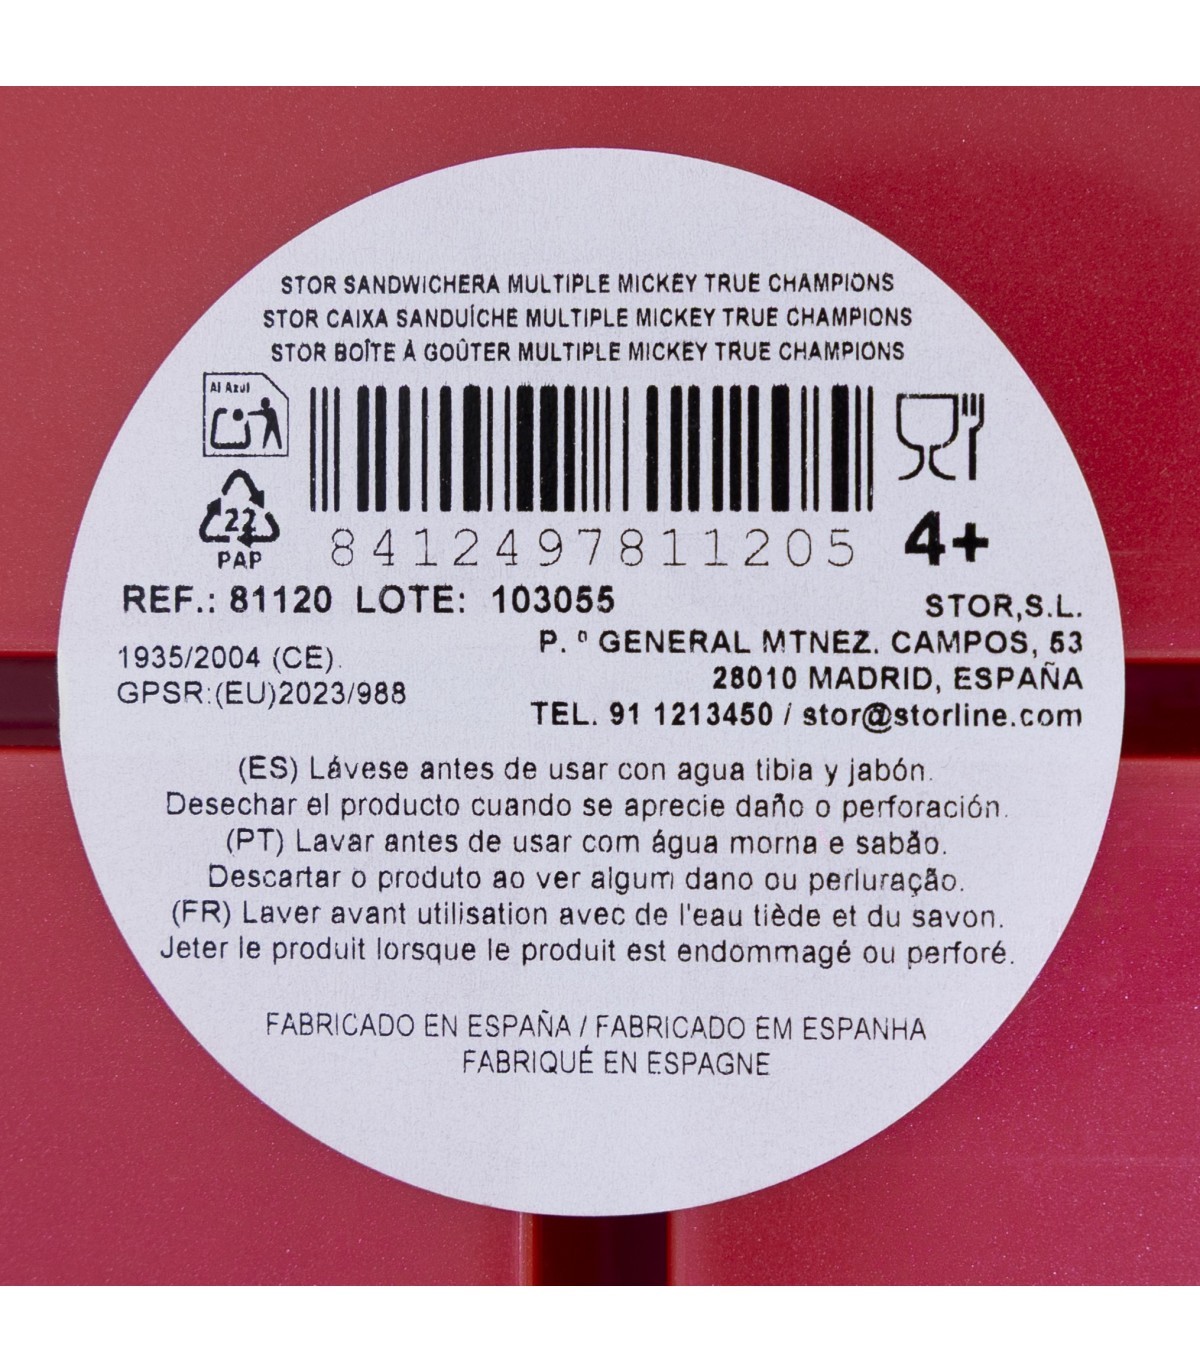 STOR SANDWICHERA MULTIPLE MICKEY TRUE CHAMPIONS
STOR CAIXA SANDUÍCHE MULTIPLE MICKEY TRUE CHAMPIONS
STOR BOÎTE À GOÛTER MULTIPLE MICKEY TRUE CHAMPIONS
Al Azul
22
PAP
8412497811205
4+
REF.: 81120 LOTE: 103055
1935/2004 (CE).
GPSR:(EU)2023/988
STOR,S.L.
P. º GENERAL MTNEZ. CAMPOS, 53
28010 MADRID, ESPAÑA
TEL. 91 1213450 / stor@storline.com
(ES) Lávese antes de usar con agua tibia y jabón.
Desechar el producto cuando se aprecie daño o perforación.
(PT) Lavar antes de usar com água morna e sabão.
Descartar o produto ao ver algum dano ou perluração.
(FR) Laver avant utilisation avec de l'eau tiède et du savon.
Jeter le produit lorsque le produit est endommagé ou perforé.
FABRICADO EN ESPAÑA / FABRICADO EM ESPANHA
FABRIQUÉ EN ESPAGNE